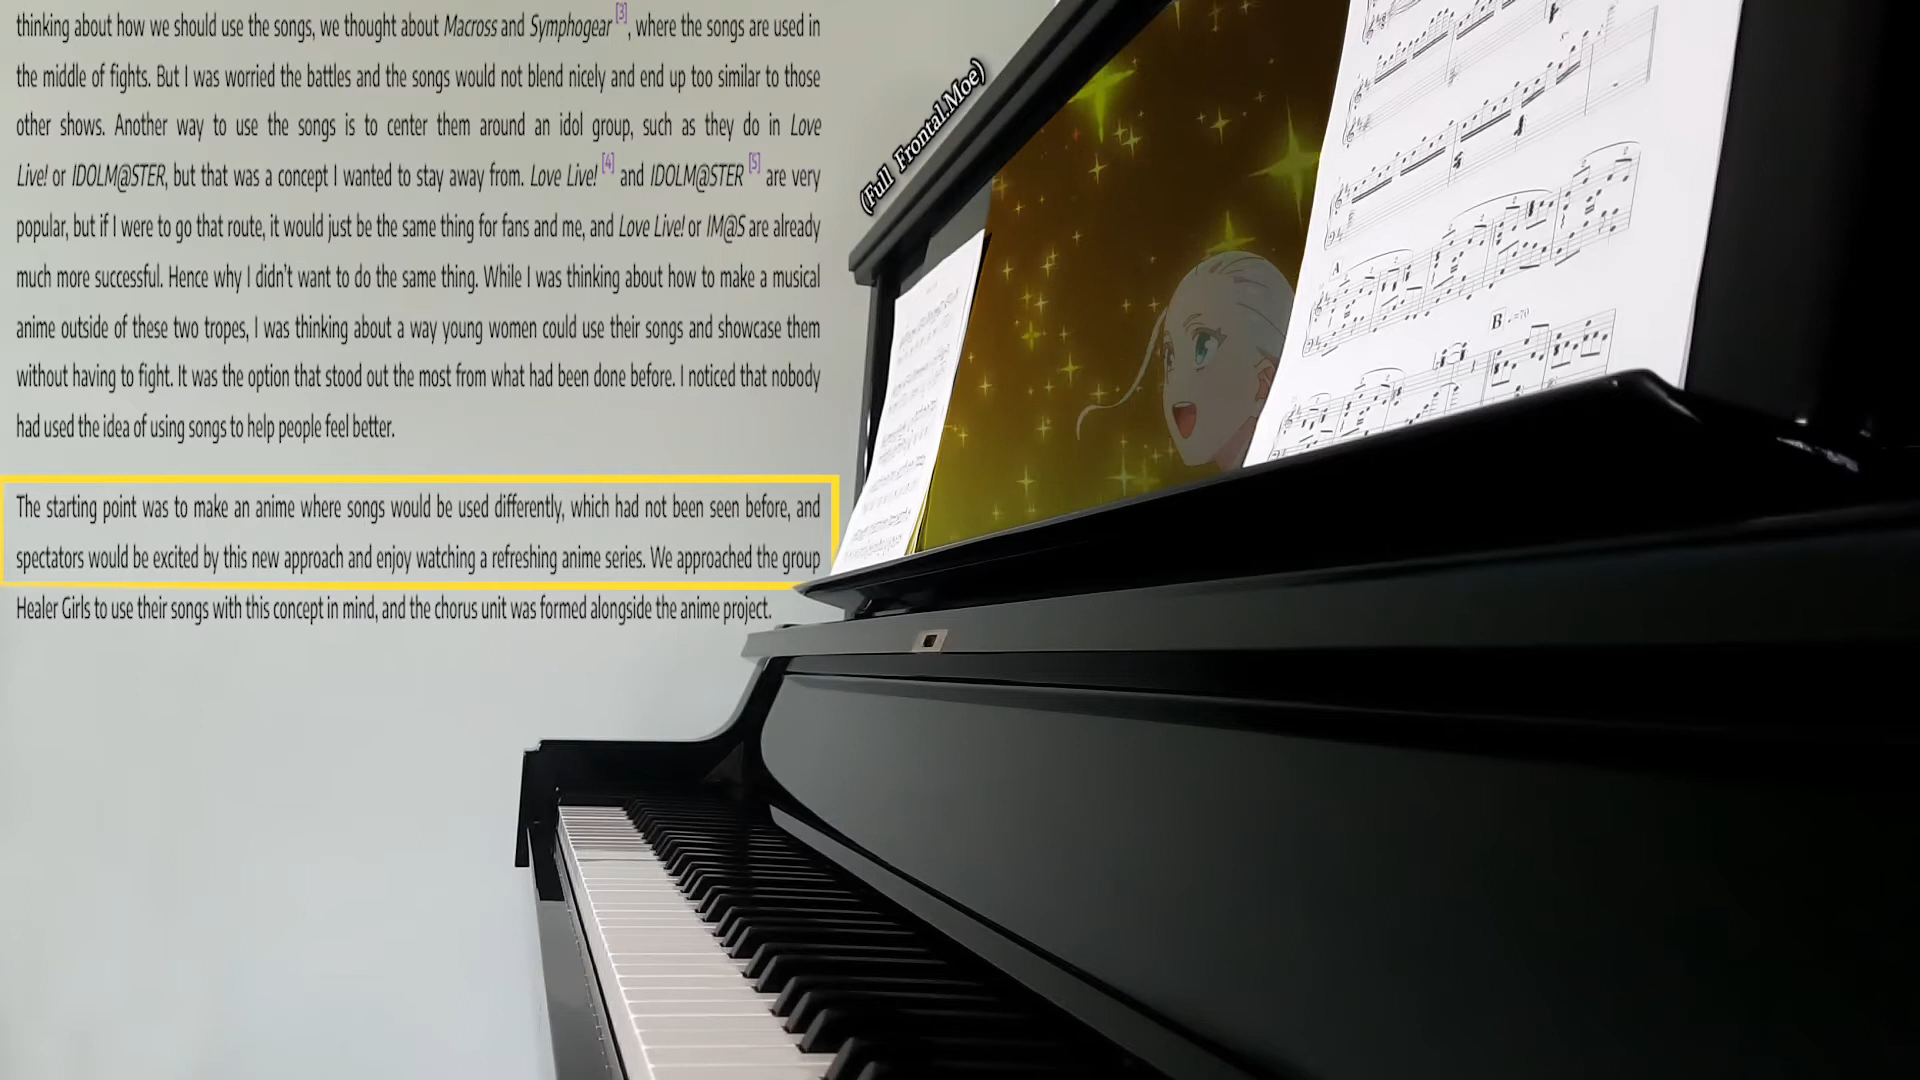 thinking about how we should use the songs, we thought about Macross and Symphogear [3], where the songs are used in
the middle of fights. But I was worried the battles and the songs would not blend nicely and end up too similar to those
other shows. Another way to use the songs is to center them around an idol group, such as they do in Love
Live! or IDOLM@STER, but that was a concept I wanted to stay away from. Love Live! [4] and IDOLM@STER [5] are very
popular, but if I were to go that route, it would just be the same thing for fans and me, and Love Live! or IM@S are already
much more successful. Hence why I didn't want to do the same thing. While I was thinking about how to make a musical
anime outside of these two tropes, I was thinking about a way young women could use their songs and showcase them
without having to fight. It was the option that stood out the most from what had been done before. I noticed that nobody
had used the idea of using songs to help people feel better.
The starting point was to make an anime where songs would be used differently, which had not been seen before, and
spectators would be excited by this new approach and enjoy watching a refreshing anime series. We approached the group
Healer Girls to use their songs with this concept in mind, and the chorus unit was formed alongside the anime project.
(Full Frontal.Moe)
A
B ♩=70